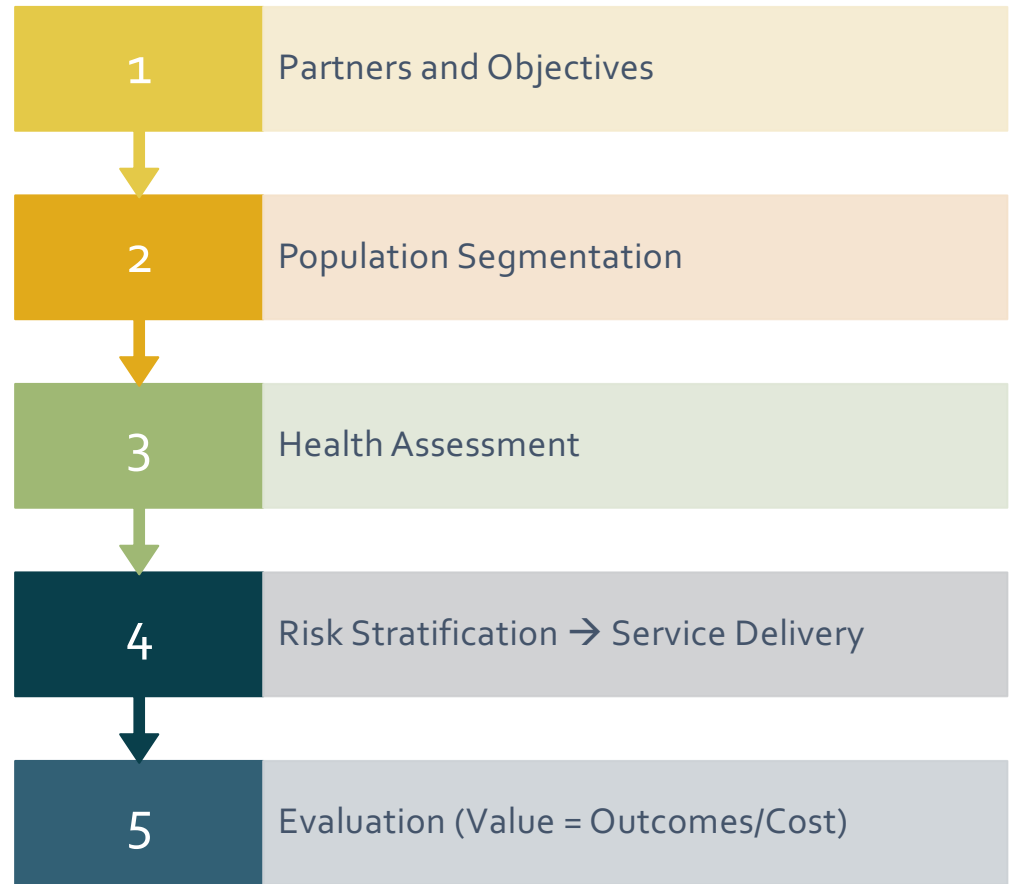 1
Partners and Objectives
2
Population Segmentation
3
Health Assessment
4
Risk Stratification → Service Delivery
5
Evaluation (Value = Outcomes/Cost)